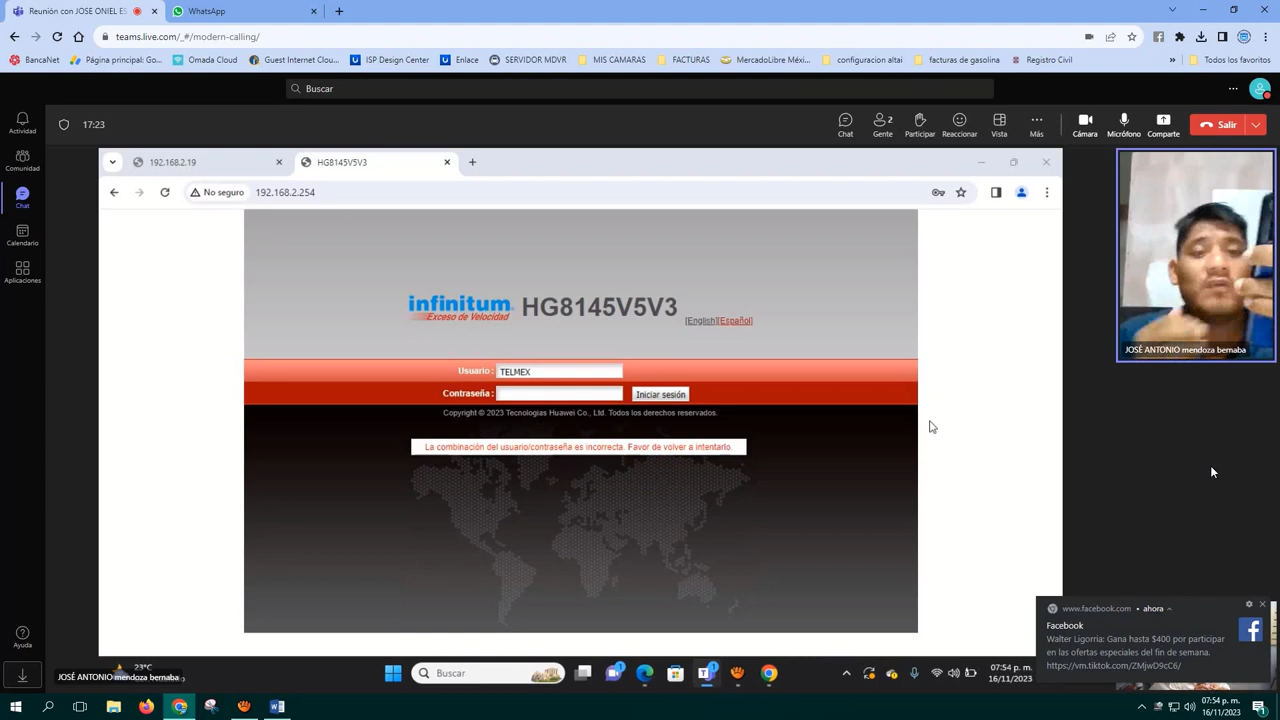 Reunión con JOSE ONIEL ES
WhatsApp
teams.live.com/_#/modern-calling/
BancaNet
Página principal: Go...
Omada Cloud
Guest Internet Clou...
ISP Design Center
Enlace
SERVIDOR MDVR
MIS CAMARAS
FACTURAS
MercadoLibre Méxi...
configuracion altai
facturas de gasolina
Registro Civil
»
Todos los favoritos
Buscar
Actividad
Comunidad
Chat
Calendario
Aplicaciones
Ayuda
17:23
Chat
2
Gente
Participar
Reaccionar
Vista
Más
Cámara
Micrófono
Comparte
Salir
192.168.2.19
HG8145V5V3
No seguro
192.168.2.254
infinitum
Exceso de Velocidad
HG8145V5V3
[English][Español]
Usuario :
TELMEX
Contraseña :
Iniciar sesión
Copyright © 2023 Tecnologías Huawei Co., Ltd. Todos los derechos reservados.
La combinación del usuario/contraseña es incorrecta. Favor de volver a intentarlo.
JOSÉ ANTONIO mendoza bernaba
www.facebook.com • ahora
Facebook
Walter Ligorria: Gana hasta $400 por participar
en las ofertas especiales del fin de semana.
https://vm.tiktok.com/ZMjwD9cC6/
23°C
JOSÉ ANTONIO mendoza bernaba
Buscar
1
1
07:54 p. m.
16/11/2023
07:54 p. m.
16/11/2023
1